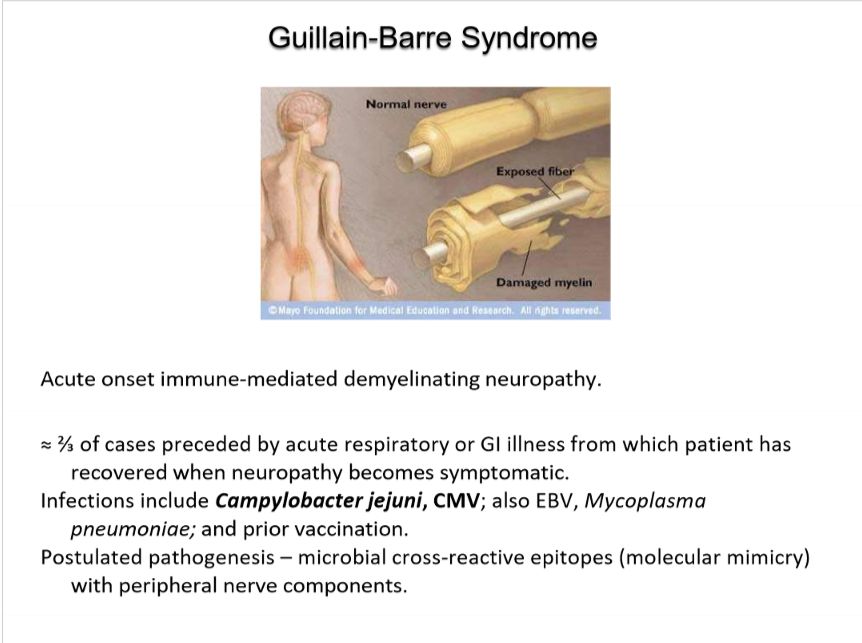 Guillain-Barre Syndrome
Normal nerve
Exposed fiber
Damaged myelin
©Mayo Foundation for Medical Education and Research. All rights reserved.
Acute onset immune-mediated demyelinating neuropathy.
≈ ⅔ of cases preceded by acute respiratory or GI illness from which patient has
recovered when neuropathy becomes symptomatic.
Infections include Campylobacter jejuni, CMV; also EBV, Mycoplasma
pneumoniae; and prior vaccination.
Postulated pathogenesis – microbial cross-reactive epitopes (molecular mimicry)
with peripheral nerve components.